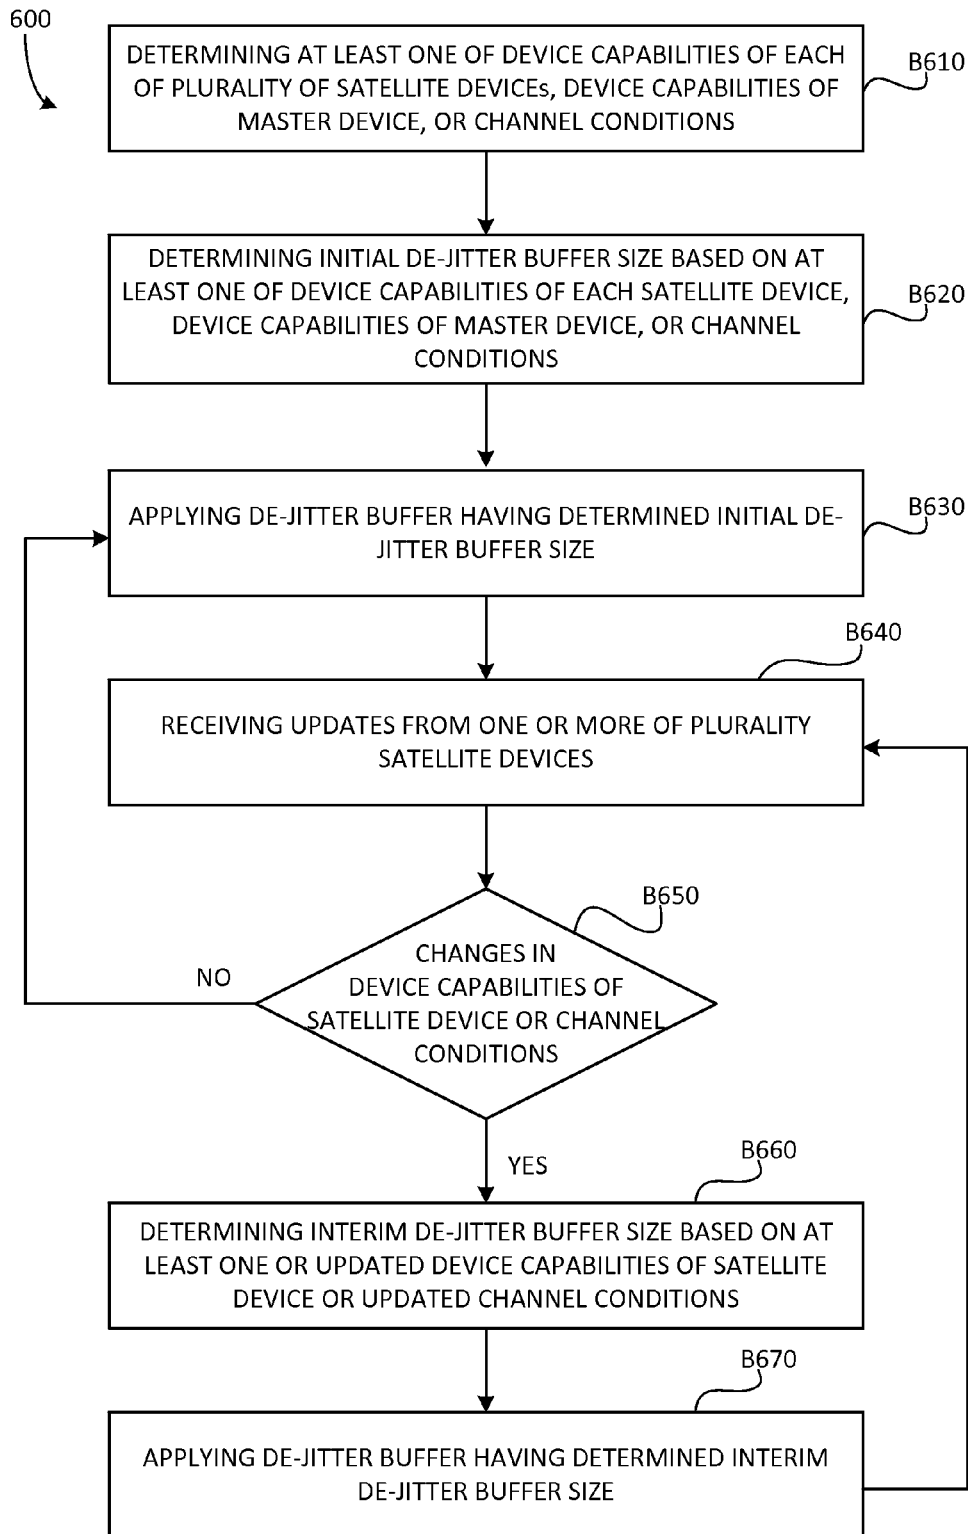 600
DETERMINING AT LEAST ONE OF DEVICE CAPABILITIES OF EACH
OF PLURALITY OF SATELLITE DEVICEs, DEVICE CAPABILITIES OF
MASTER DEVICE, OR CHANNEL CONDITIONS
B610
DETERMINING INITIAL DE-JITTER BUFFER SIZE BASED ON AT
LEAST ONE OF DEVICE CAPABILITIES OF EACH SATELLITE DEVICE,
DEVICE CAPABILITIES OF MASTER DEVICE, OR CHANNEL
CONDITIONS
B620
APPLYING DE-JITTER BUFFER HAVING DETERMINED INITIAL DE-
JITTER BUFFER SIZE
B630
B640
RECEIVING UPDATES FROM ONE OR MORE OF PLURALITY
SATELLITE DEVICES
B650
CHANGES IN
DEVICE CAPABILITIES OF
SATELLITE DEVICE OR CHANNEL
CONDITIONS
NO
YES
B660
DETERMINING INTERIM DE-JITTER BUFFER SIZE BASED ON AT
LEAST ONE OR UPDATED DEVICE CAPABILITIES OF SATELLITE
DEVICE OR UPDATED CHANNEL CONDITIONS
B670
APPLYING DE-JITTER BUFFER HAVING DETERMINED INTERIM
DE-JITTER BUFFER SIZE